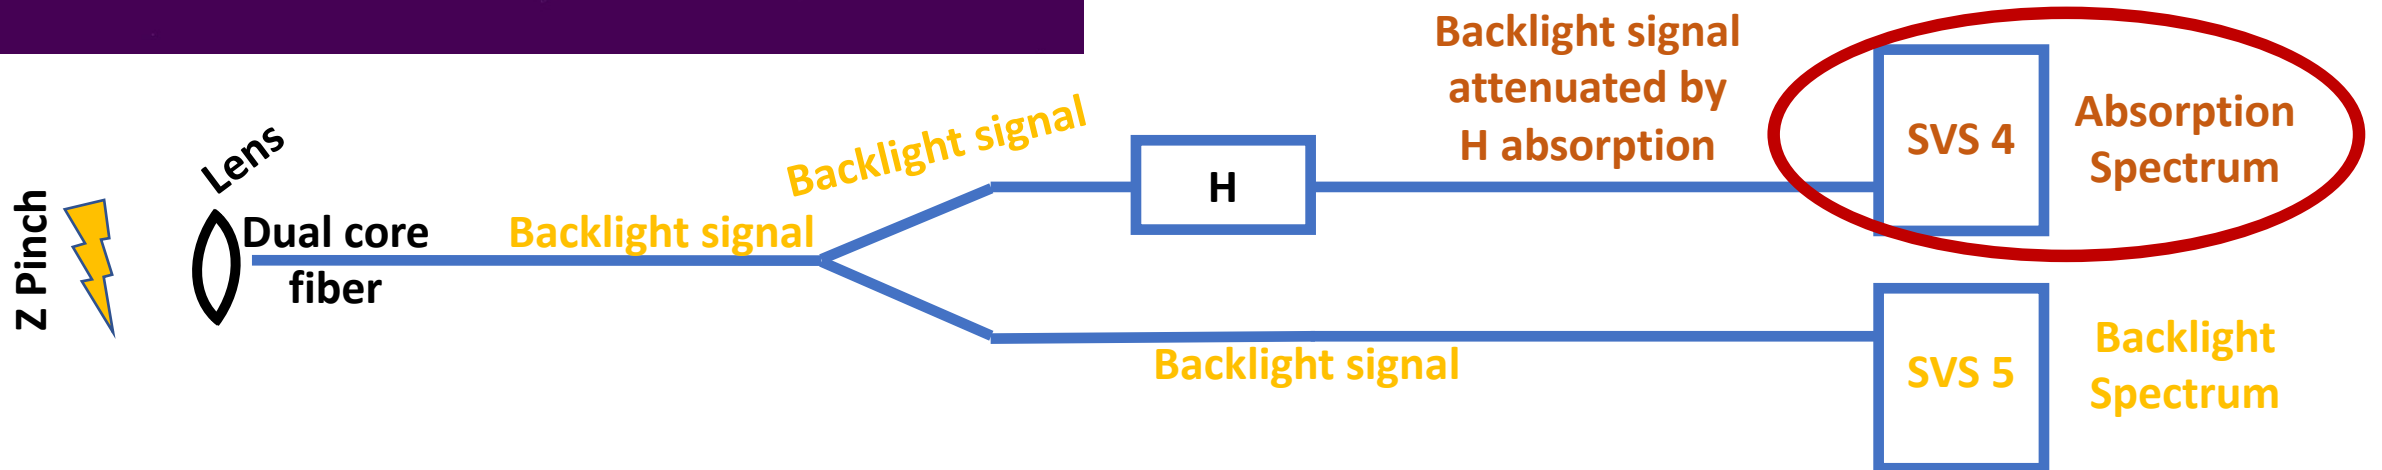 Z Pinch
Lens
Dual core
fiber
Backlight signal
Backlight signal
H
Backlight signal
attenuated by
H absorption
SVS 4
Absorption
Spectrum
Backlight signal
SVS 5
Backlight
Spectrum